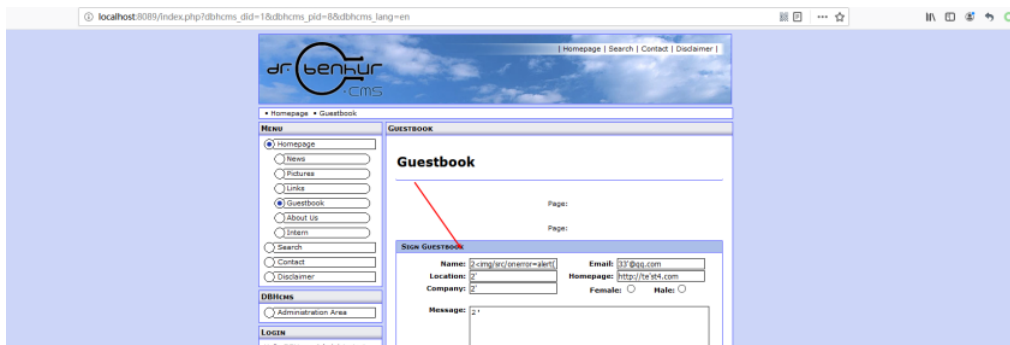 localhost:8089/index.php?dbhcms_did=1&dbhcms_pid=8&dbhcms_lang=en
| Homepage | Search | Contact | Disclaimer |
dr. benhur
.CMS
• Homepage • Guestbook
MENU
Homepage
News
Pictures
Links
Guestbook
About Us
Intern
Search
Contact
Disclaimer
DBHCMS
Administration Area
LOGIN
GUESTBOOK
Guestbook
Page:
Page:
SIGN GUESTBOOK
Name: 2<img/src/onerror=alert( Email: 33'@qq.com
Location: 2' Homepage: http://te'st4.com
Company: 2' Female: Male:
Message: 2 '